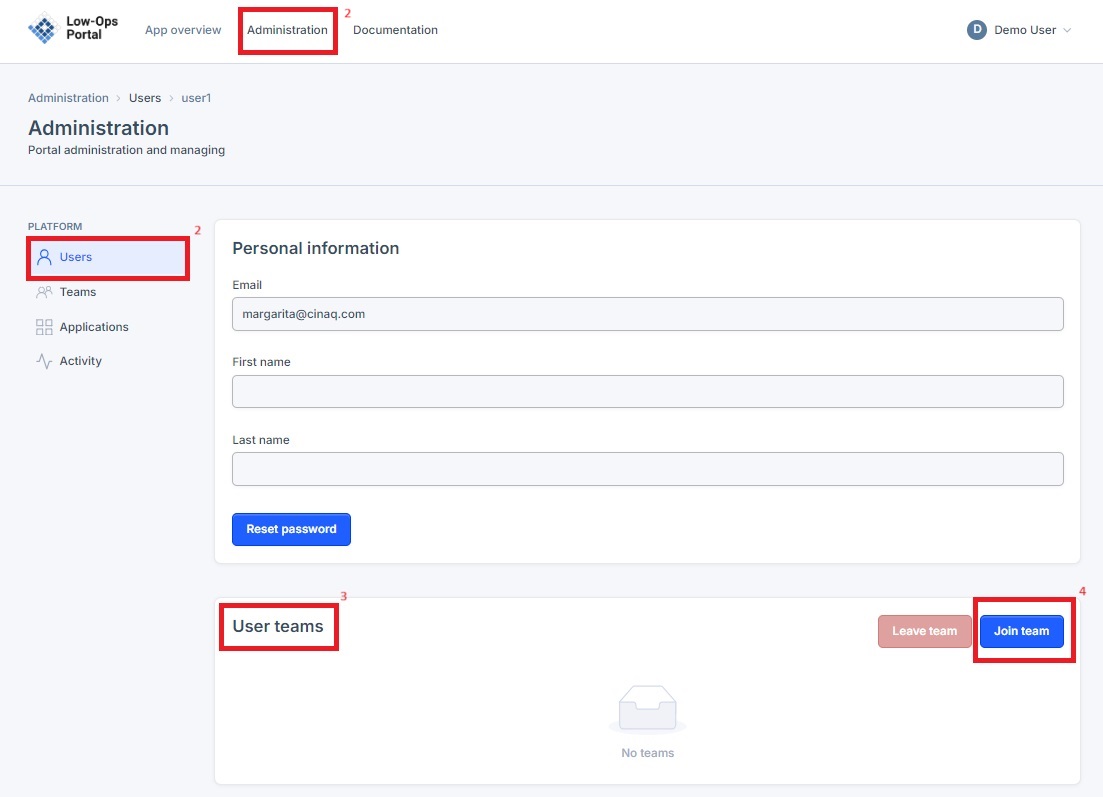 Low-Ops
Portal
App overview
Administration
2
Documentation
D
Demo User
Administration > Users > user1
Administration
Portal administration and managing
PLATFORM
2
Users
Teams
Applications
Activity
Personal information
Email
margarita@cinaq.com
First name
Last name
Reset password
3
User teams
4
Leave team
Join team
No teams